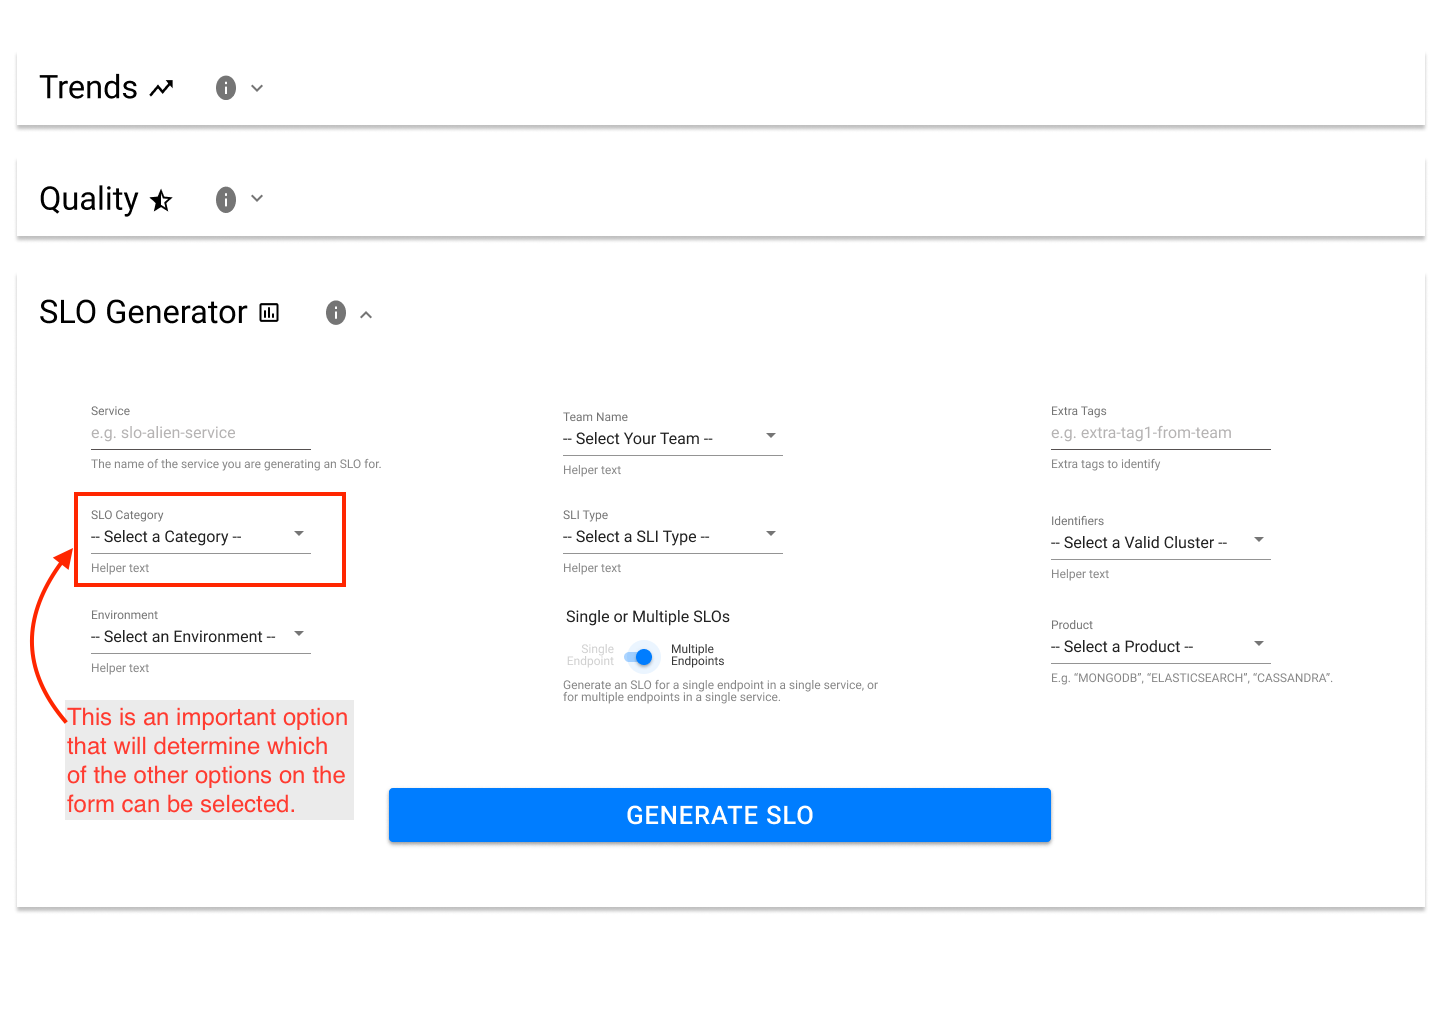 Trends
Quality
SLO Generator
Service
e.g. slo-alien-service
The name of the service you are generating an SLO for.
Team Name
-- Select Your Team --
Helper text
Extra Tags
e.g. extra-tag1-from-team
Extra tags to identify
SLO Category
-- Select a Category --
Helper text
SLI Type
-- Select a SLI Type --
Helper text
Identifiers
-- Select a Valid Cluster --
Helper text
Environment
-- Select an Environment --
Helper text
Single or Multiple SLOs
Single
Endpoint
Multiple
Endpoints
Generate an SLO for a single endpoint in a single service, or
for multiple endpoints in a single service.
Product
-- Select a Product --
E.g. “MONGODB”, “ELASTICSEARCH”, “CASSANDRA”.
This is an important option
that will determine which
of the other options on the
form can be selected.
GENERATE SLO